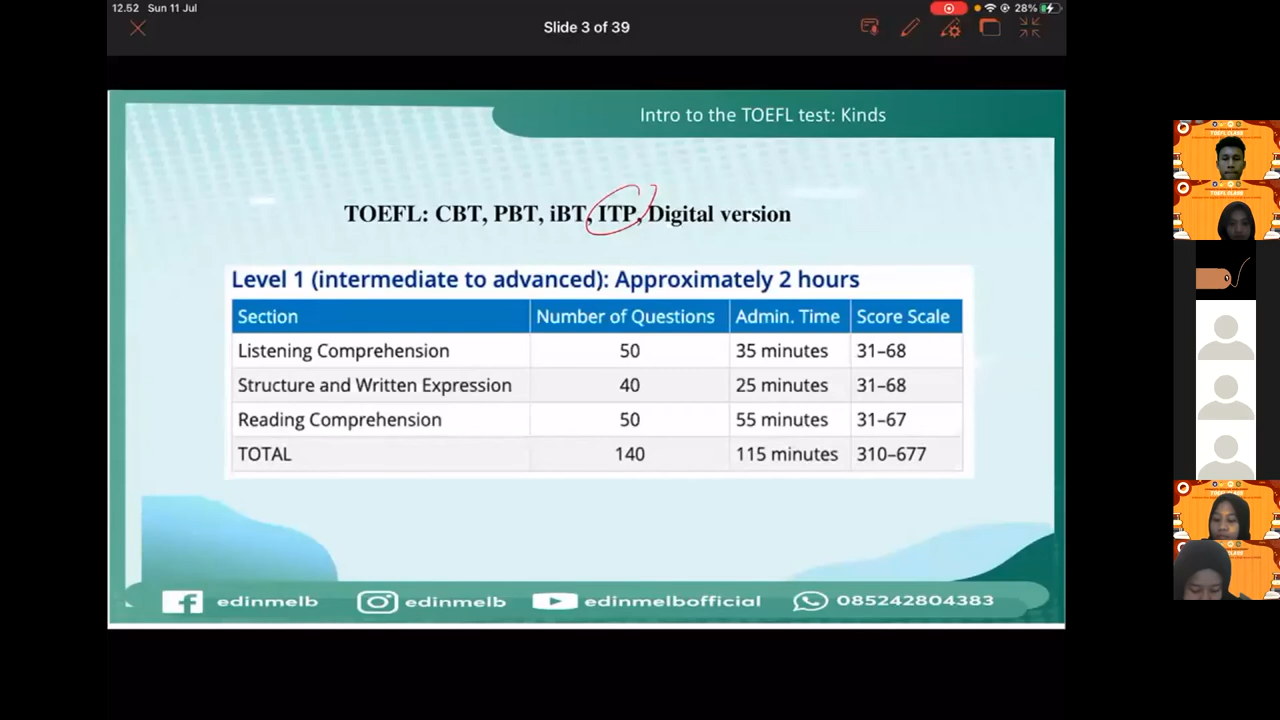 12.52 Sun 11 Jul
28%
Slide 3 of 39
Intro to the TOEFL test: Kinds
TOEFL: CBT, PBT, iBT, ITP, Digital version
Level 1 (intermediate to advanced): Approximately 2 hours
Section Number of Questions Admin. Time Score Scale
Listening Comprehension 50 35 minutes 31–68
Structure and Written Expression 40 25 minutes 31–68
Reading Comprehension 50 55 minutes 31–67
TOTAL 140 115 minutes 310–677
edinmelb edinmelb edinmelbofficial 085242804383
TOEFL CLASS